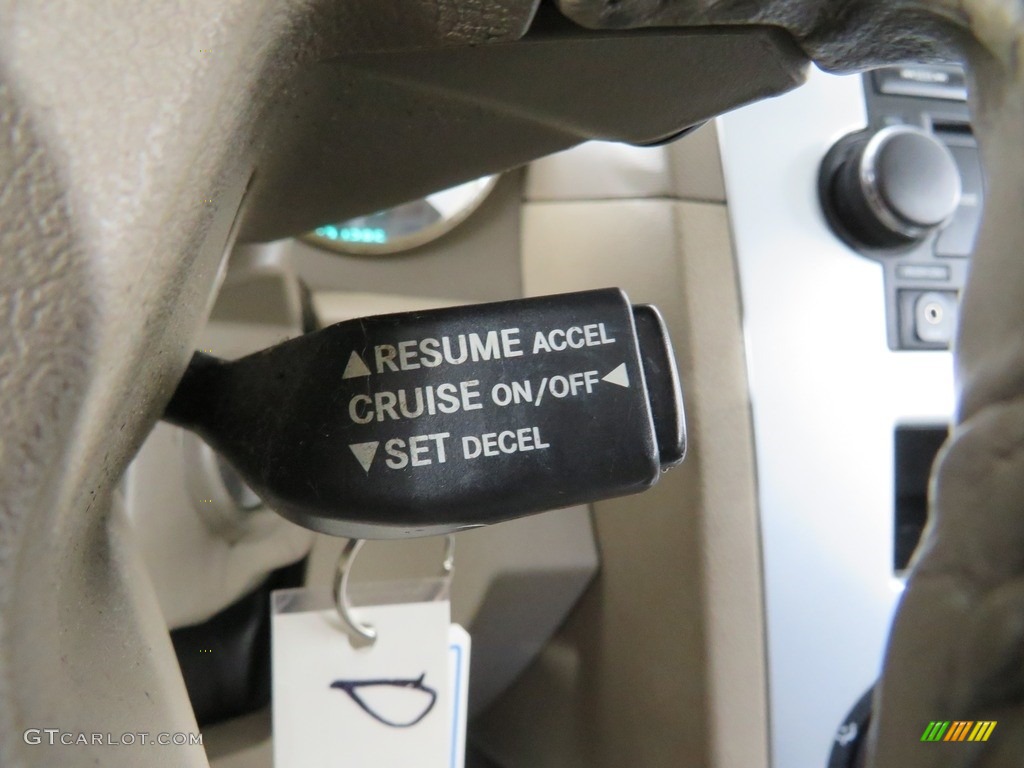 ▲RESUME ACCEL
CRUISE ON/OFF◀
▼SET DECEL
GTCARLOT.COM